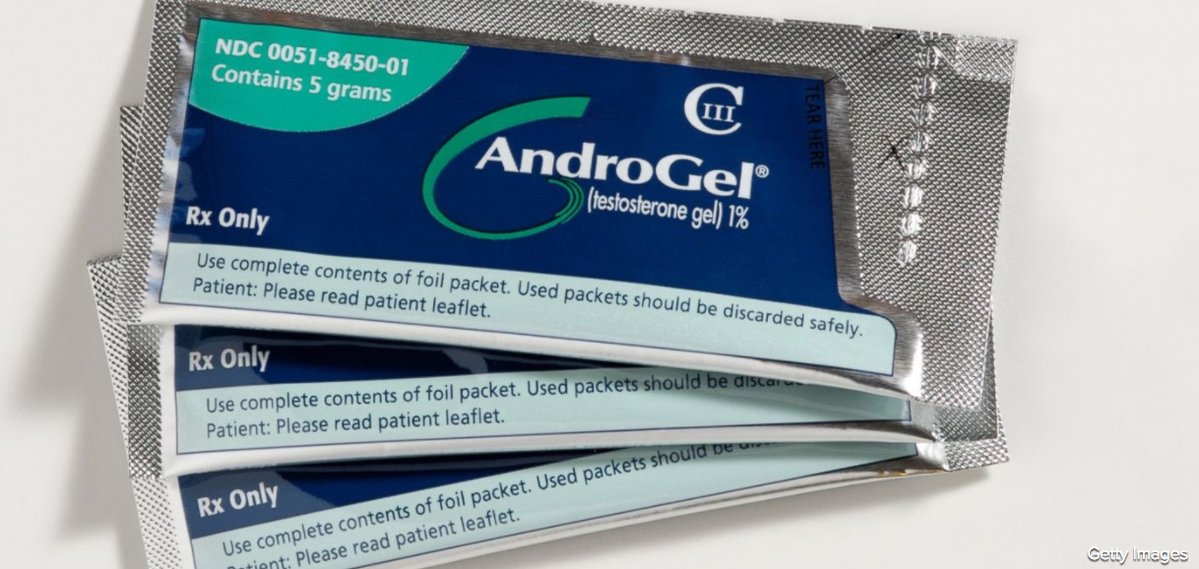 NDC 0051-8450-01
Contains 5 grams
CIII
TEAR HERE
AndroGel®
(testosterone gel) 1%
Rx Only
Use complete contents of foil packet. Used packets should be discarded safely.
Patient: Please read patient leaflet.
Rx Only
Use complete contents of foil packet. Used packets should be
Patient: Please read patient leaflet.
Rx Only
Use complete contents of foil packet. Used packets should be
Patient: Please read patient leaflet.
Getty Images